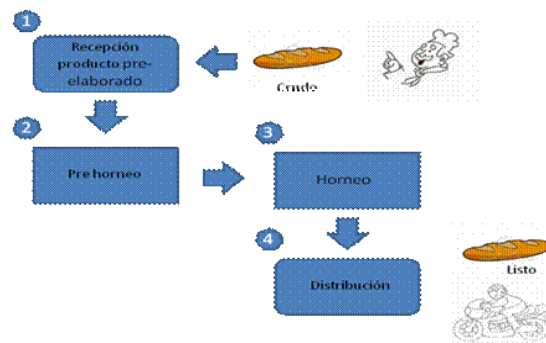 1
Recepción
producto pre-
elaborado
Crudo
2
Pre horneo
3
Horneo
4
Distribución
Listo